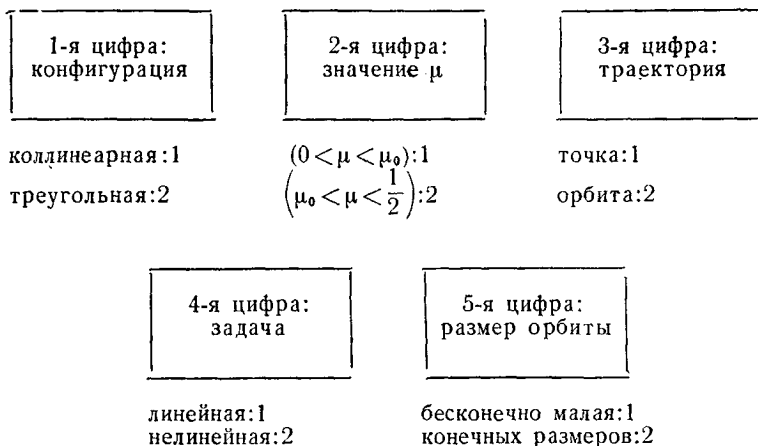 1-я цифра:
конфигурация
2-я цифра:
значение μ
3-я цифра:
траектория
коллинеарная:1
(0<μ<μ₀):1
точка:1
треугольная:2
(μ₀<μ<1/2):2
орбита:2
4-я цифра:
задача
5-я цифра:
размер орбиты
линейная:1
бесконечно малая:1
нелинейная:2
конечных размеров:2